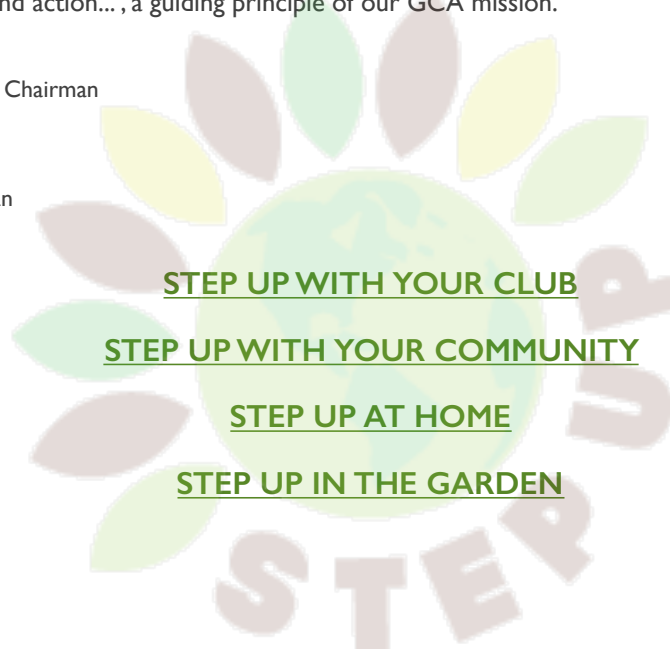 nd action... , a guiding principle of our GCA mission.
Chairman
n
STEP UP WITH YOUR CLUB
STEP UP WITH YOUR COMMUNITY
STEP UP AT HOME
STEP UP IN THE GARDEN
STEP UP